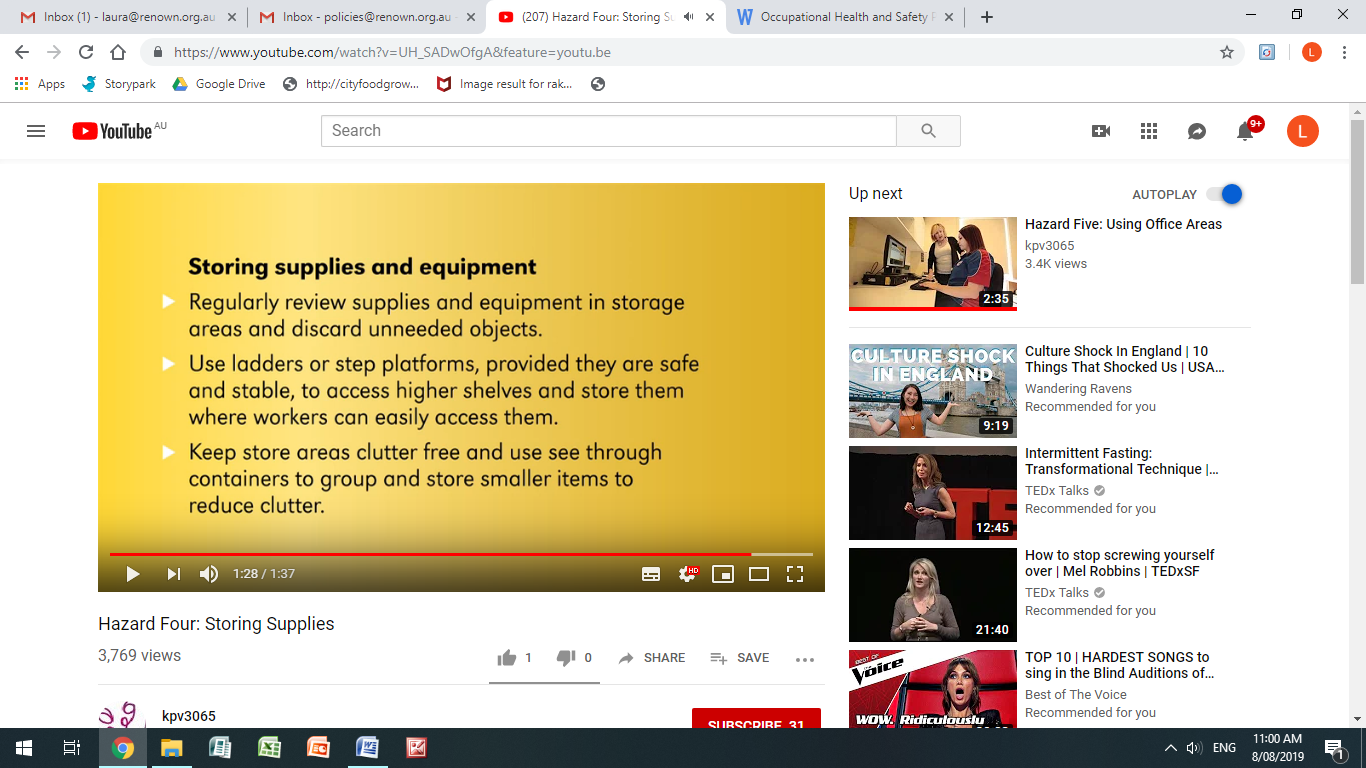 Inbox (1) - laura@renown.org.au
Inbox - policies@renown.org.au
(207) Hazard Four: Storing Su
Occupational Health and Safety P
https://www.youtube.com/watch?v=UH_SADwOfgA&feature=youtu.be
L
Apps
Storypark
Google Drive
http://cityfoodgrow...
Image result for rak...
YouTube AU
Search
9+
L
Storing supplies and equipment
Regularly review supplies and equipment in storage
areas and discard unneeded objects.
Use ladders or step platforms, provided they are safe
and stable, to access higher shelves and store them
where workers can easily access them.
Keep store areas clutter free and use see through
containers to group and store smaller items to
reduce clutter.
1:28 / 1:37
HD
Hazard Four: Storing Supplies
3,769 views
1
0
SHARE
SAVE
kpv3065
SUBSCRIBE 31
Up next
AUTOPLAY
2:35
Hazard Five: Using Office Areas
kpv3065
3.4K views
CULTURE SHOCK
IN ENGLAND
9:19
Culture Shock In England | 10
Things That Shocked Us | USA...
Wandering Ravens
Recommended for you
12:45
Intermittent Fasting:
Transformational Technique |...
TEDx Talks
Recommended for you
21:40
How to stop screwing yourself
over | Mel Robbins | TEDxSF
TEDx Talks
Recommended for you
BEST OF
The Voice
WOW. Ridiculously
TOP 10 | HARDEST SONGS to
sing in the Blind Auditions of...
Best of The Voice
Recommended for you
ENG
11:00 AM
8/08/2019
1